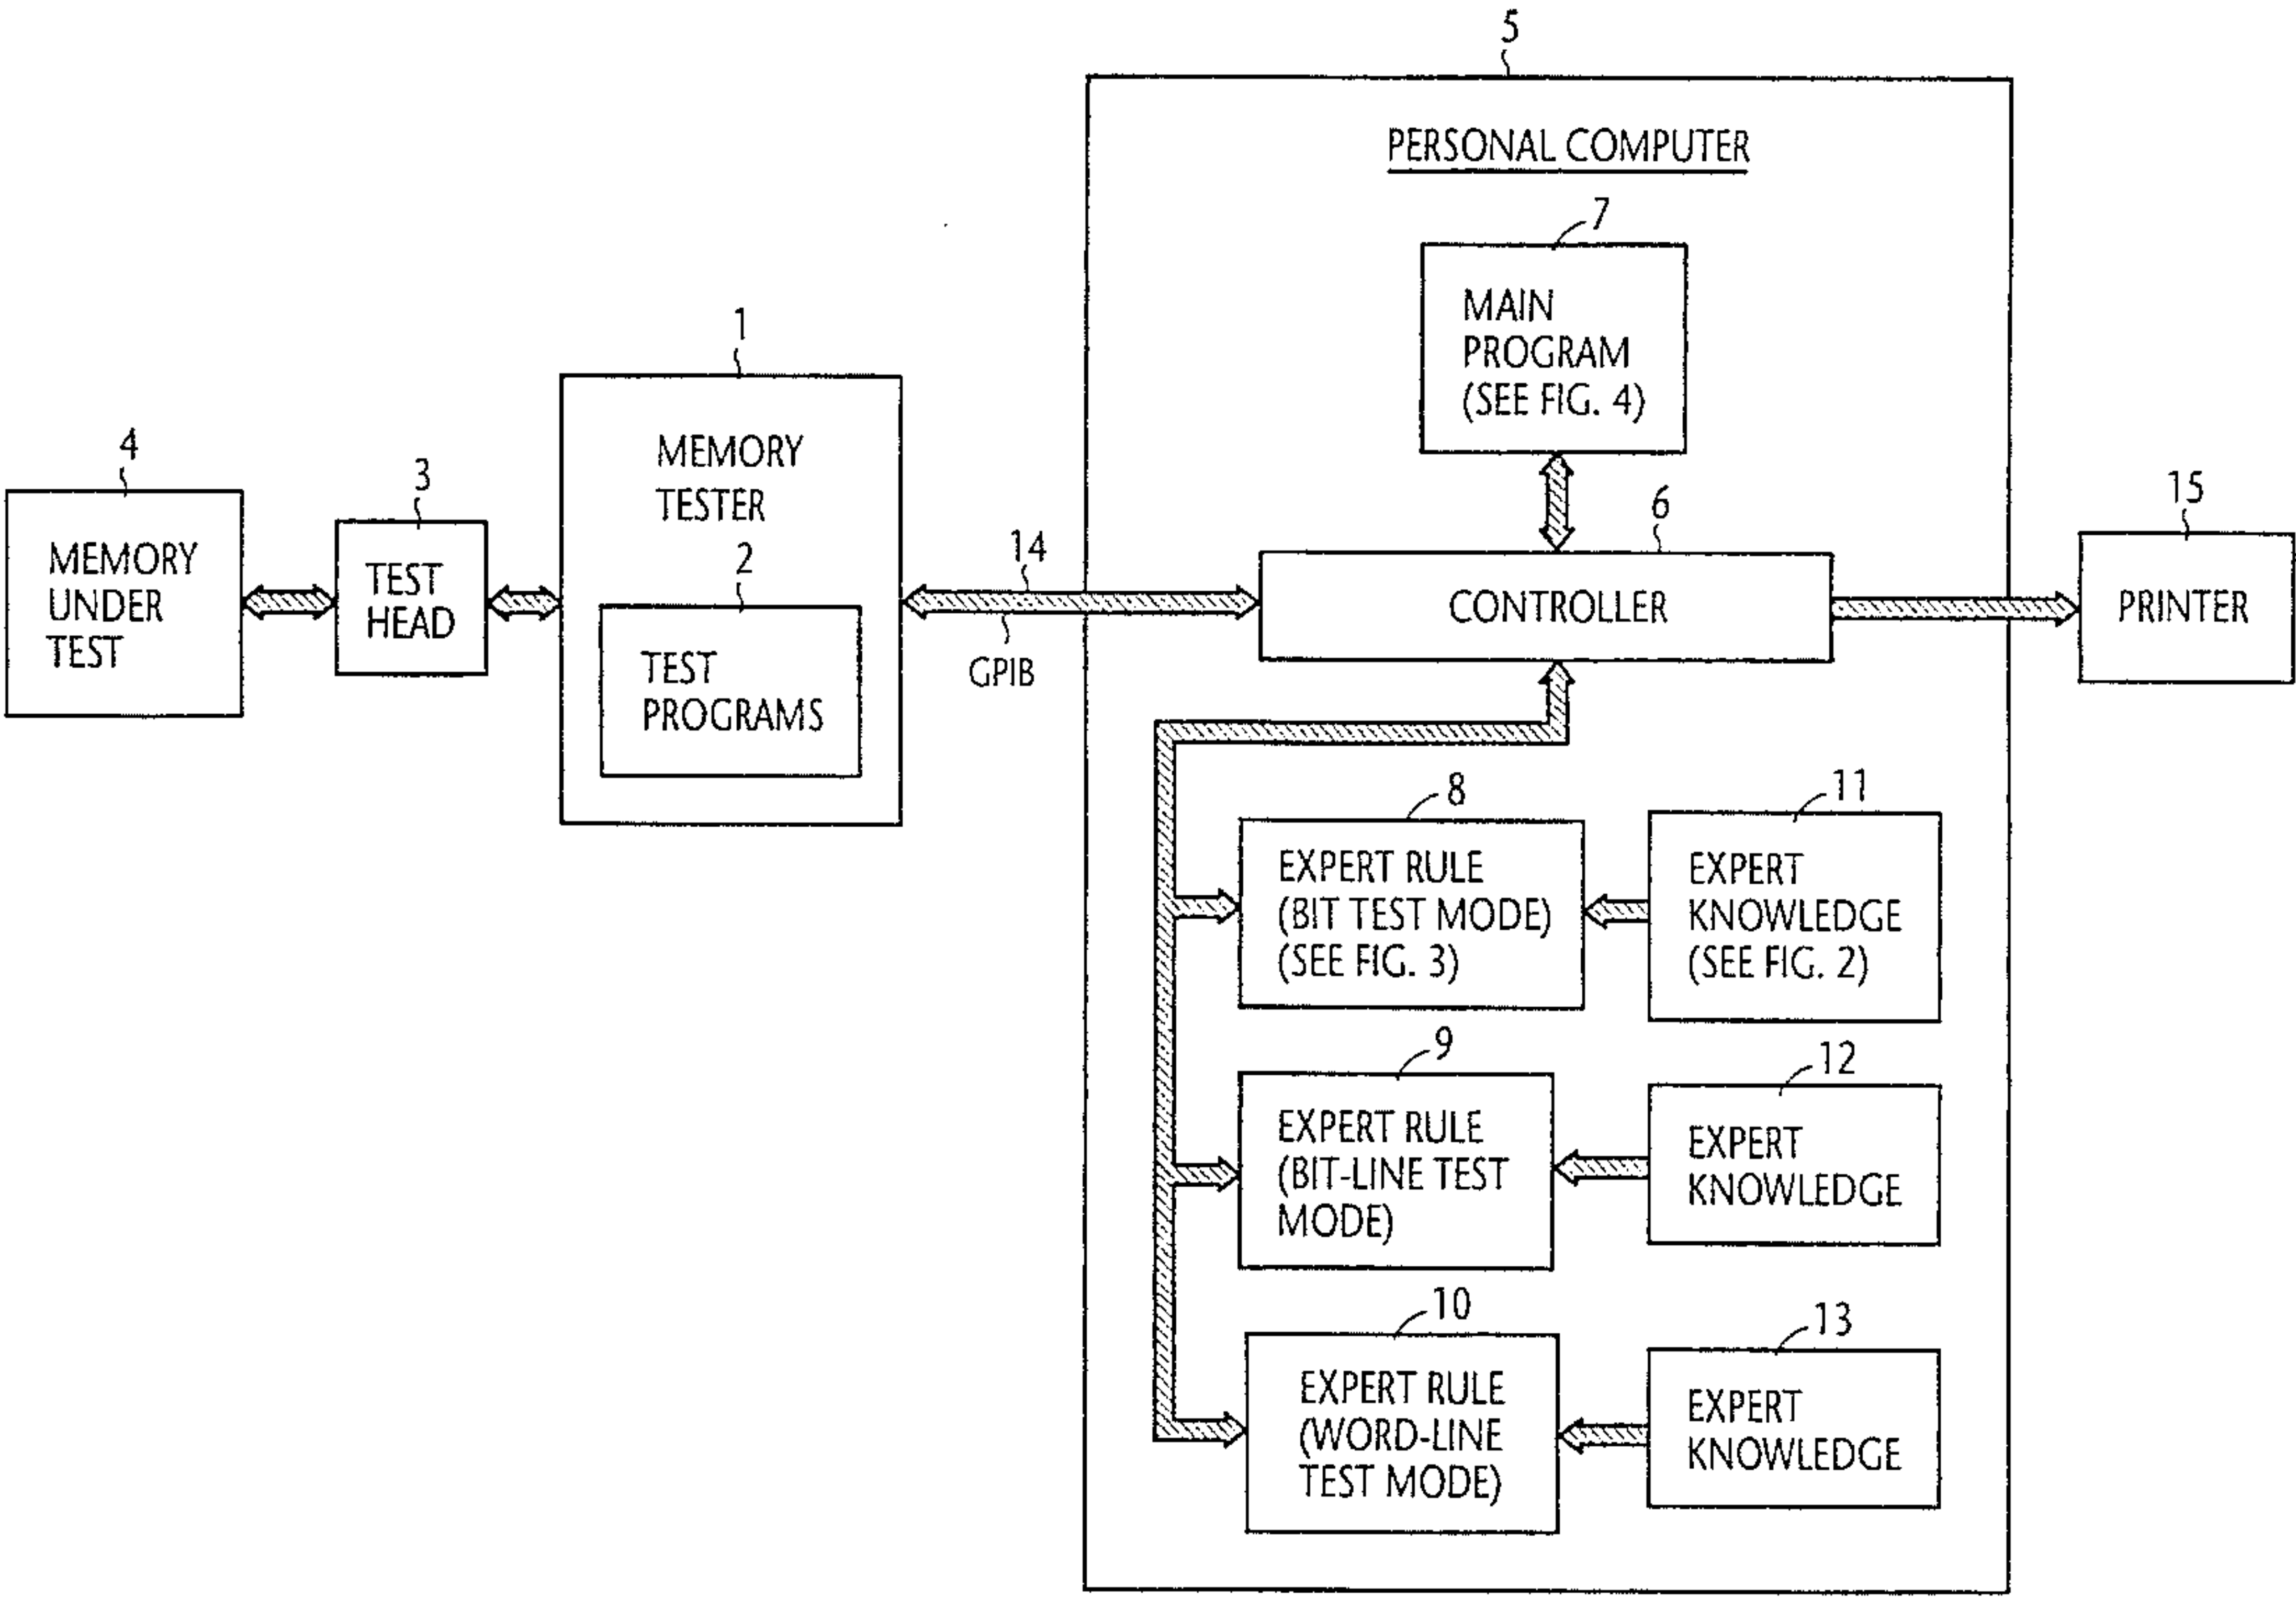 5
PERSONAL COMPUTER
7
MAIN
PROGRAM
(SEE FIG. 4)
1
MEMORY
TESTER
2
TEST
PROGRAMS
4
MEMORY
UNDER
TEST
3
TEST
HEAD
14
GPIB
6
CONTROLLER
15
PRINTER
8
EXPERT RULE
(BIT TEST MODE)
(SEE FIG. 3)
11
EXPERT
KNOWLEDGE
(SEE FIG. 2)
9
EXPERT RULE
(BIT-LINE TEST
MODE)
12
EXPERT
KNOWLEDGE
10
EXPERT RULE
(WORD-LINE
TEST MODE)
13
EXPERT
KNOWLEDGE